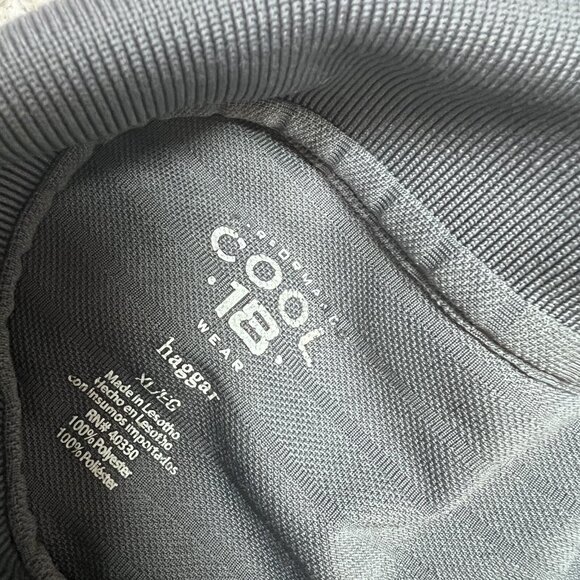 PERFORMANCE
COOL
.18.
WEAR
haggar
XL/EG
Made in Lesotho
Hecho en Lesotho
con insumos importados
RN# 40330
100% Polyester
100% Poliéster